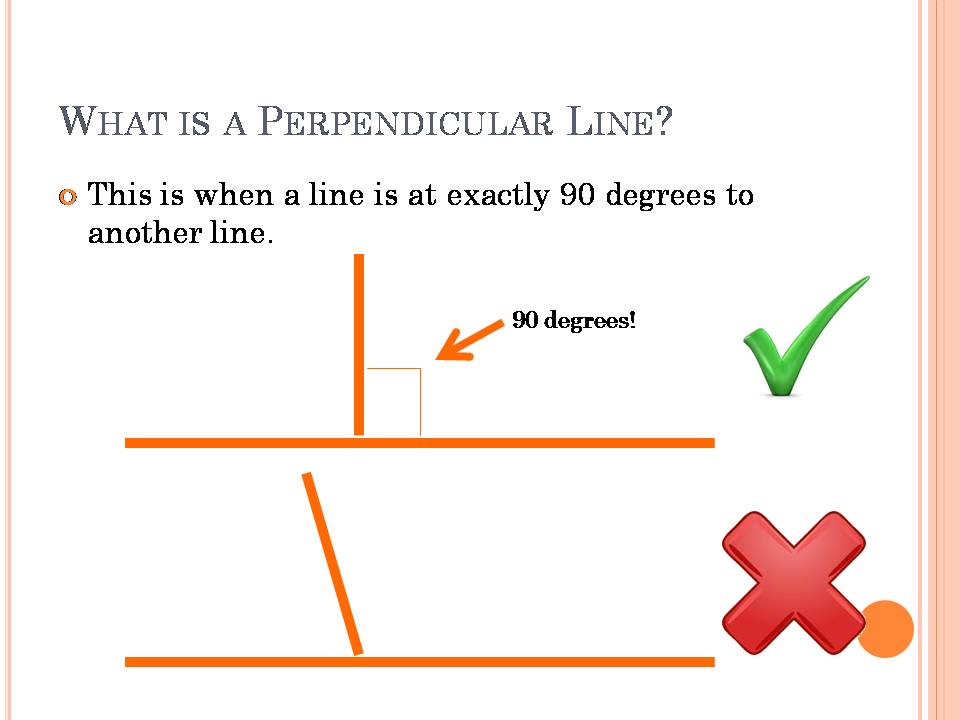 WHAT IS A PERPENDICULAR LINE?
This is when a line is at exactly 90 degrees to
another line.
90 degrees!